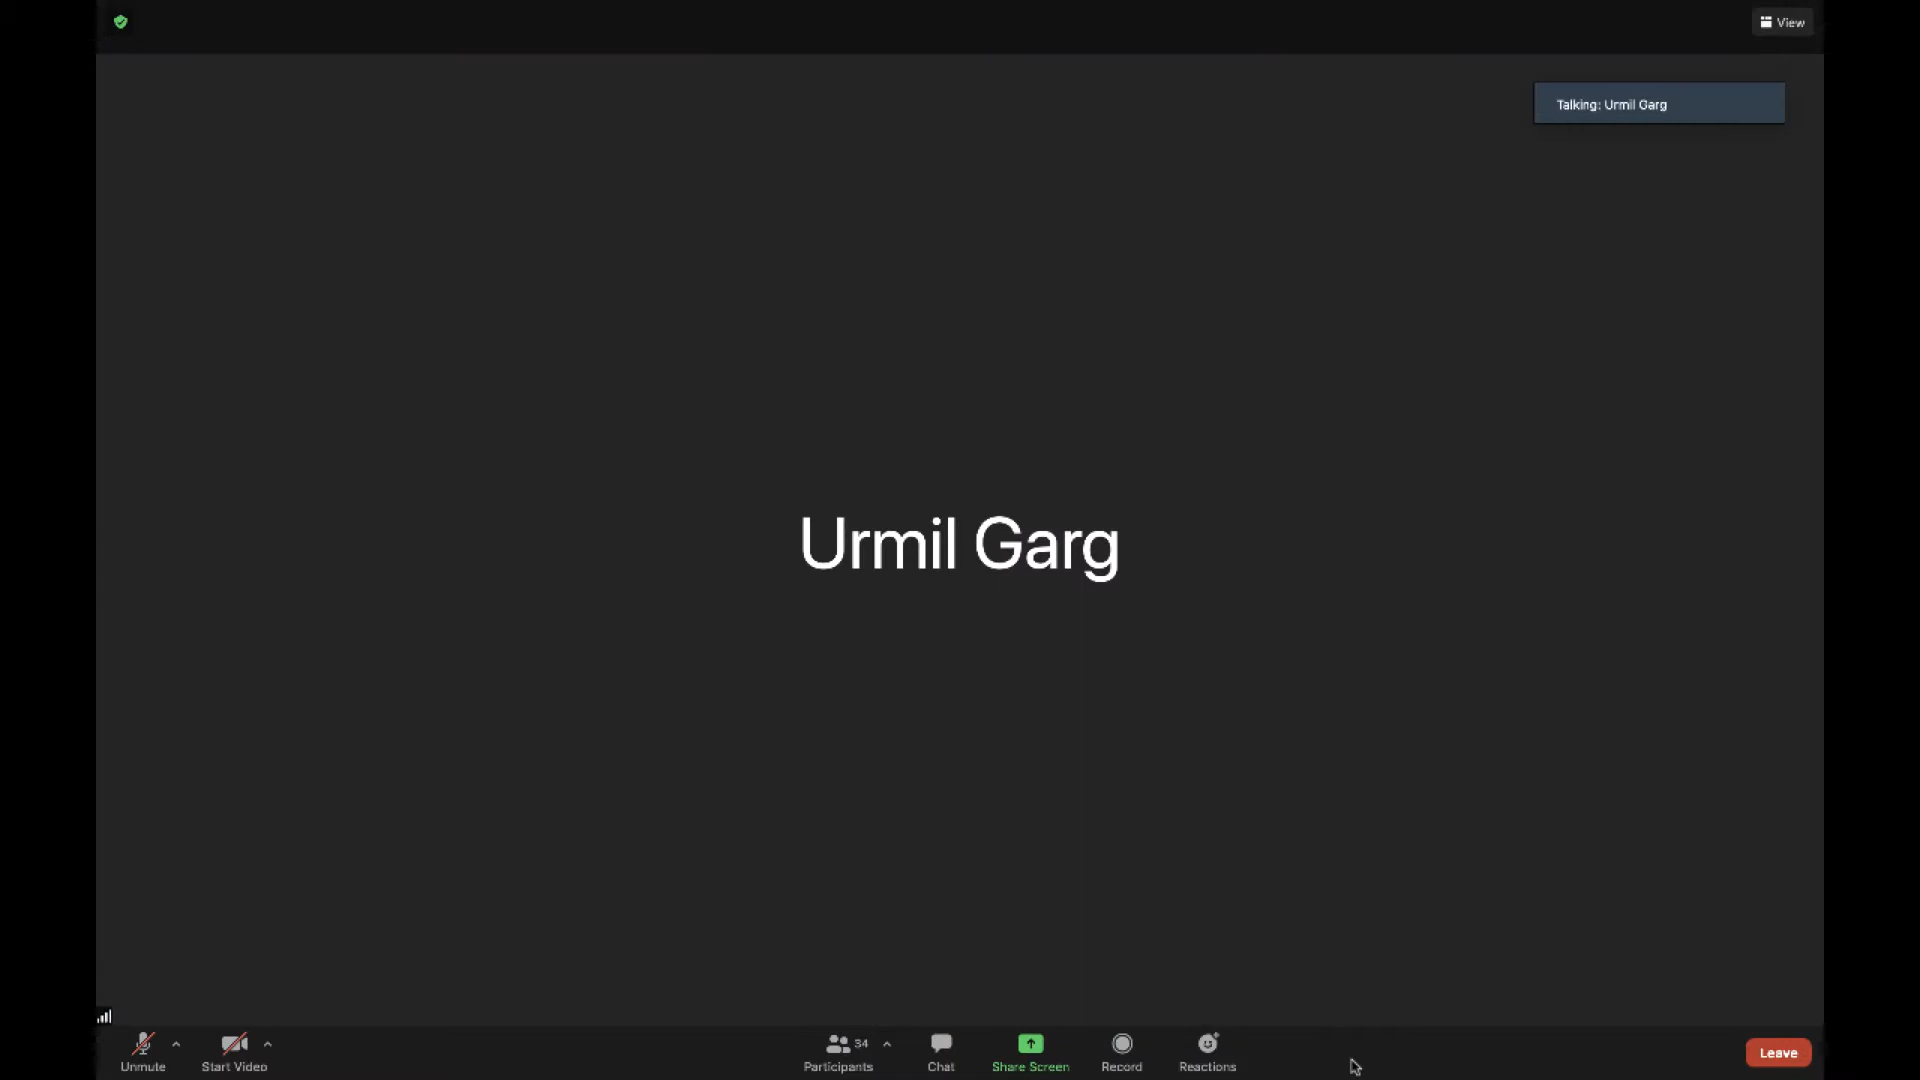 View
Talking: Urmil Garg
Urmil Garg
Unmute
Start Video
34
Participants
Chat
Share Screen
Record
Reactions
Leave